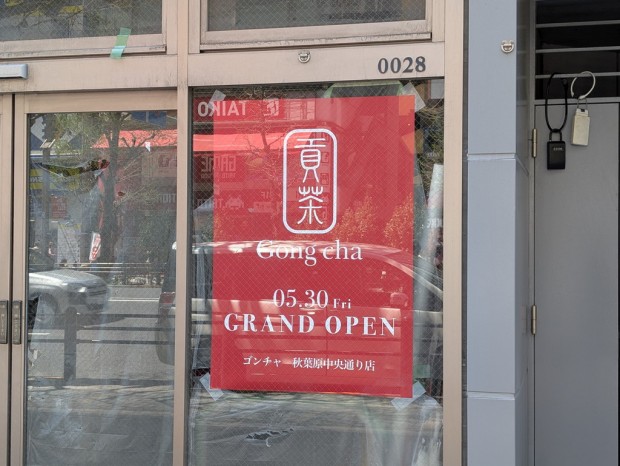 0028
TAIKO
貢
茶
Gong cha
05.30 Fri
GRAND OPEN
ゴンチャ 秋葉原中央通り店